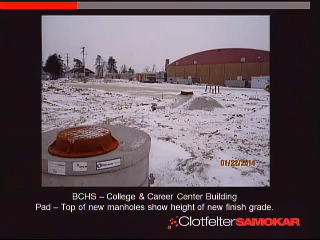 01/22/2014
BCHS – College & Career Center Building
Pad – Top of new manholes show height of new finish grade.
ClotfelterSAMOKAR